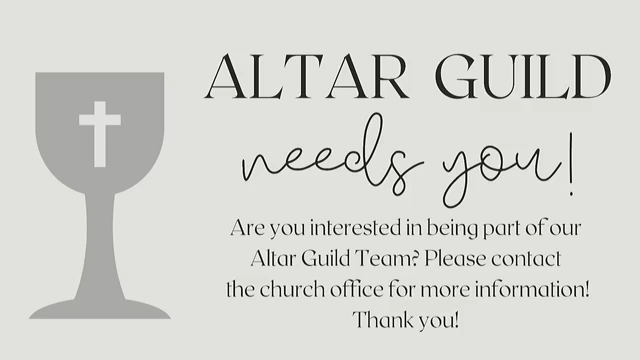 ALTAR GUILD
needs you!
Are you interested in being part of our
Altar Guild Team? Please contact
the church office for more information!
Thank you!